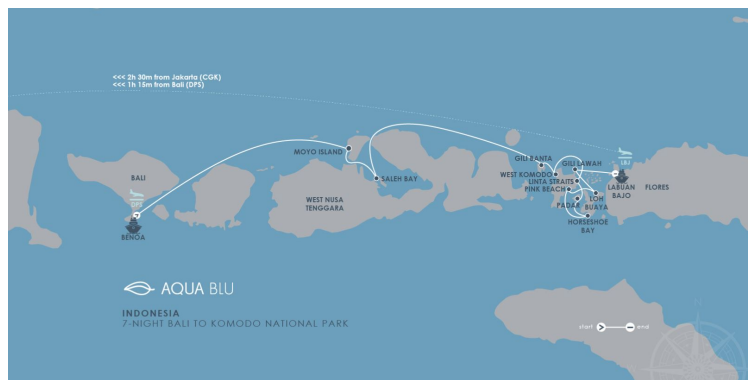 <<< 2h 30m from Jakarta (CGK)
<<< 1h 15m from Bali (DPS)
MOYO ISLAND
GILI BANTA
GILI LAWAH
LBJ
WEST KOMODO
LINTA STRAITS
PINK BEACH
SALEH BAY
BALI
DPS
BENOA
WEST NUSA
TENGGARA
LABUAN
BAJO
FLORES
PADAR
LOH
BUAYA
HORSESHOE
BAY
AQUA BLU
INDONESIA
7-NIGHT BALI TO KOMODO NATIONAL PARK
start
end